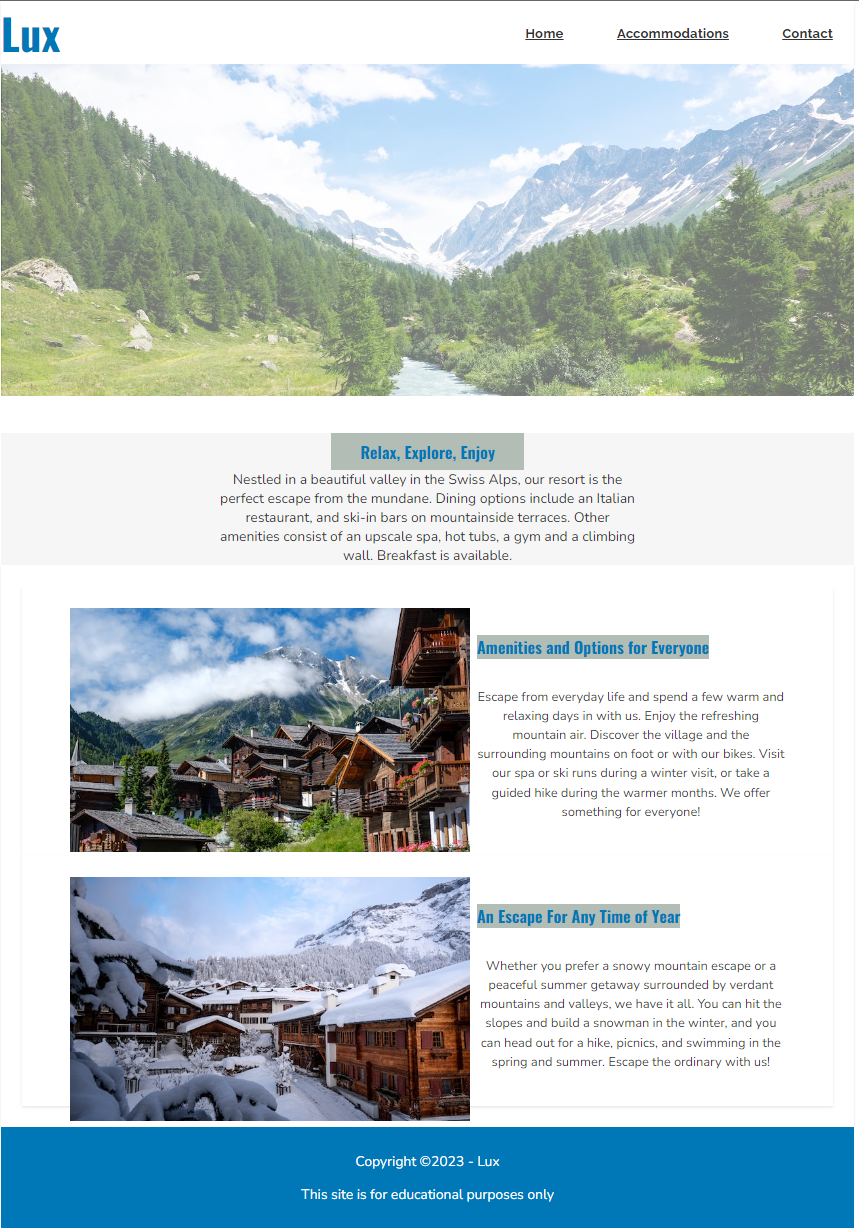 Lux
Home Accommodations Contact
Relax, Explore, Enjoy
Nestled in a beautiful valley in the Swiss Alps, our resort is the
perfect escape from the mundane. Dining options include an Italian
restaurant, and ski-in bars on mountainside terraces. Other
amenities consist of an upscale spa, hot tubs, a gym and a climbing
wall. Breakfast is available.
Amenities and Options for Everyone
Escape from everyday life and spend a few warm and
relaxing days in with us. Enjoy the refreshing
mountain air. Discover the village and the
surrounding mountains on foot or with our bikes. Visit
our spa or ski runs during a winter visit, or take a
guided hike during the warmer months. We offer
something for everyone!
An Escape For Any Time of Year
Whether you prefer a snowy mountain escape or a
peaceful summer getaway surrounded by verdant
mountains and valleys, we have it all. You can hit the
slopes and build a snowman in the winter, and you
can head out for a hike, picnics, and swimming in the
spring and summer. Escape the ordinary with us!
Copyright ©2023 - Lux
This site is for educational purposes only